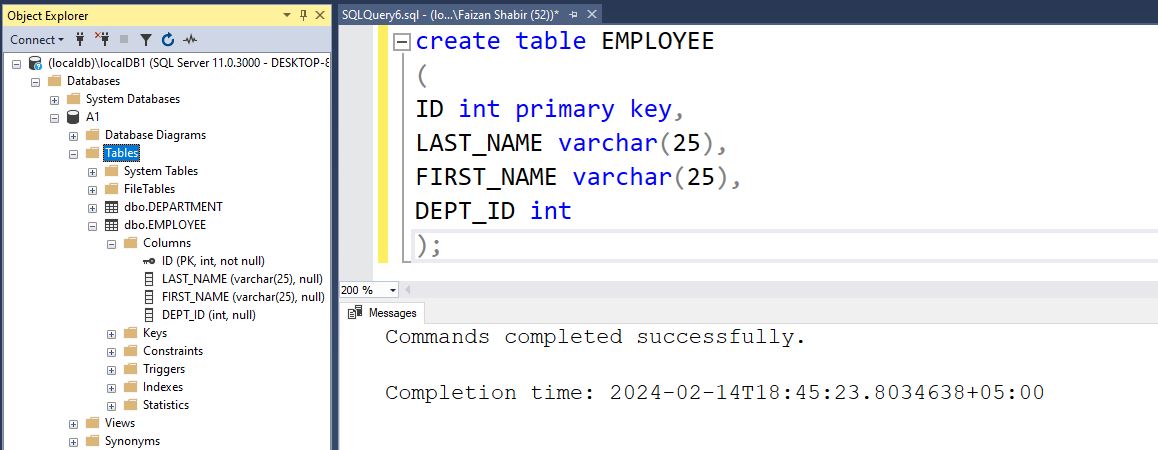 Object Explorer
Connect
(localdb)\localDB1 (SQL Server 11.0.3000 - DESKTOP-8
Databases
System Databases
A1
Database Diagrams
Tables
System Tables
FileTables
dbo.DEPARTMENT
dbo.EMPLOYEE
Columns
ID (PK, int, not null)
LAST_NAME (varchar(25), null)
FIRST_NAME (varchar(25), null)
DEPT_ID (int, null)
Keys
Constraints
Triggers
Indexes
Statistics
Views
Synonyms
SQLQuery6.sql - (lo...\Faizan Shabir (52))*
create table EMPLOYEE
(
ID int primary key,
LAST_NAME varchar(25),
FIRST_NAME varchar(25),
DEPT_ID int
);
200 %
Messages
Commands completed successfully.
Completion time: 2024-02-14T18:45:23.8034638+05:00